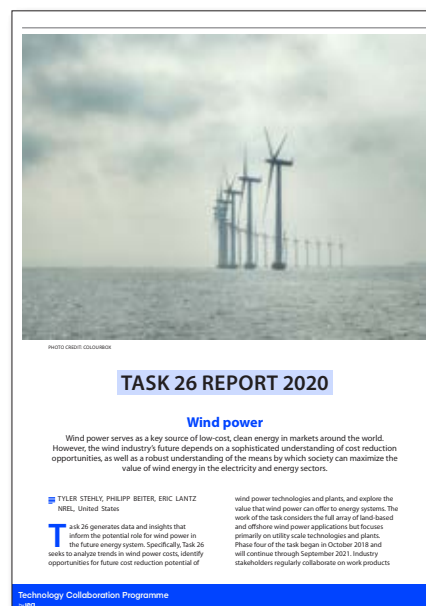 PHOTO CREDIT: COLOURBOX
TASK 26 REPORT 2020
Wind power
Wind power serves as a key source of low-cost, clean energy in markets around the world.
However, the wind industry's future depends on a sophisticated understanding of cost reduction
opportunities, as well as a robust understanding of the means by which society can maximize the
value of wind energy in the electricity and energy sectors.
TYLER STEHLY, PHILIPP BEITER, ERIC LANTZ
NREL, United States
Task 26 generates data and insights that
inform the potential role for wind power in
the future energy system. Specifically, Task 26
seeks to analyze trends in wind power costs, identify
opportunities for future cost reduction potential of
wind power technologies and plants, and explore the
value that wind power can offer to energy systems. The
work of the task considers the full array of land-based
and offshore wind power applications but focuses
primarily on utility scale technologies and plants.
Phase four of the task began in October 2018 and
will continue through September 2021. Industry
stakeholders regularly collaborate on work products
Technology Collaboration Programme
by iea